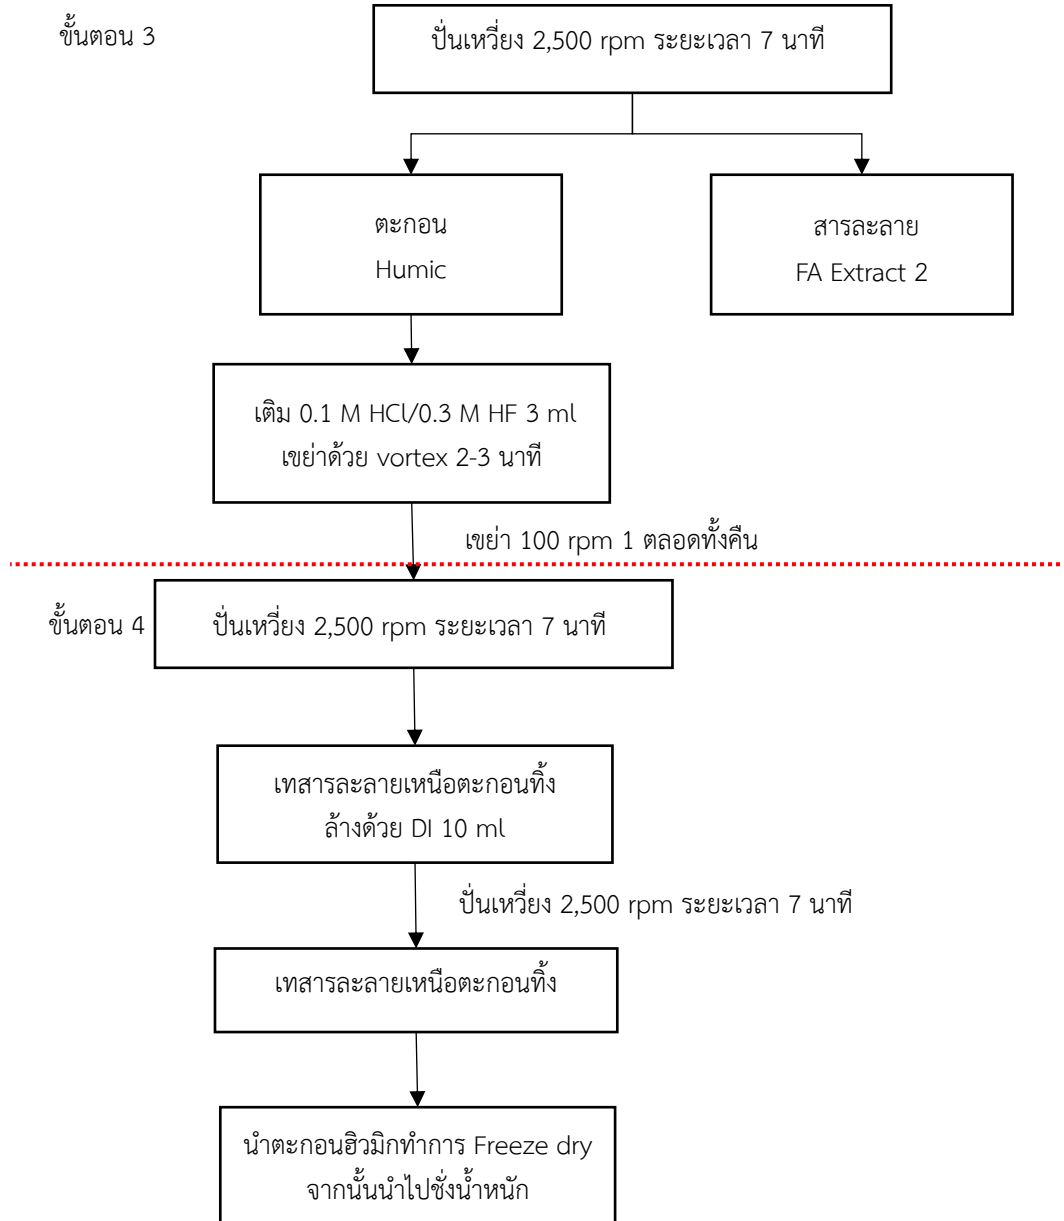 ขั้นตอน 3
ปั่นเหวี่ยง 2,500 rpm ระยะเวลา 7 นาที
ตะกอน
Humic
สารละลาย
FA Extract 2
เติม 0.1 M HCl/0.3 M HF 3 ml
เขย่าด้วย vortex 2-3 นาที
เขย่า 100 rpm 1 ตลอดทั้งคืน
ขั้นตอน 4
ปั่นเหวี่ยง 2,500 rpm ระยะเวลา 7 นาที
เทสารละลายเหนือตะกอนทิ้ง
ล้างด้วย DI 10 ml
ปั่นเหวี่ยง 2,500 rpm ระยะเวลา 7 นาที
เทสารละลายเหนือตะกอนทิ้ง
นำตะกอนฮิวมิกทำการ Freeze dry
จากนั้นนำไปชั่งน้ำหนัก